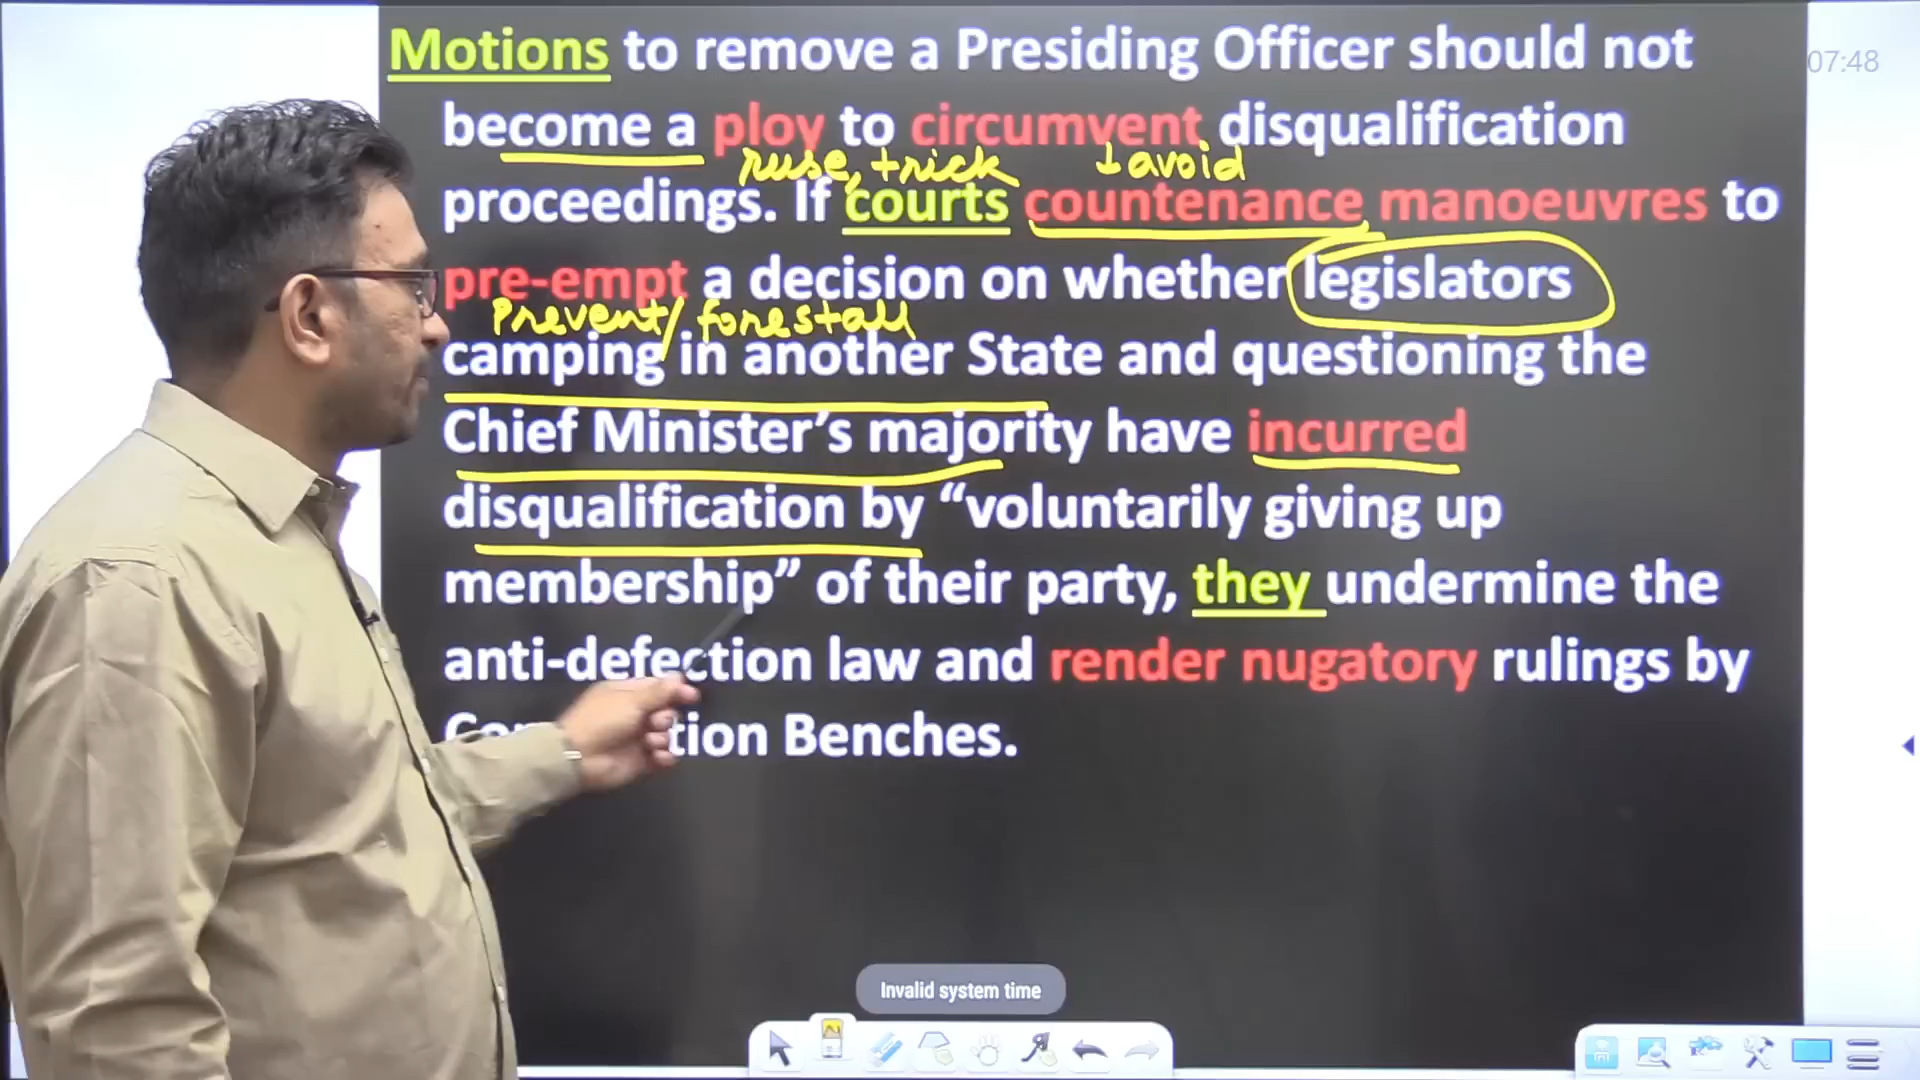 Motions to remove a Presiding Officer should not
07:48
become a ploy to circumvent disqualification
ruse, trick
↓ avoid
proceedings. If courts countenance manoeuvres to
pre-empt a decision on whether legislators
Prevent/ forestall
camping in another State and questioning the
Chief Minister’s majority have incurred
disqualification by “voluntarily giving up
membership” of their party, they undermine the
anti-defection law and render nugatory rulings by
tion Benches.
Invalid system time